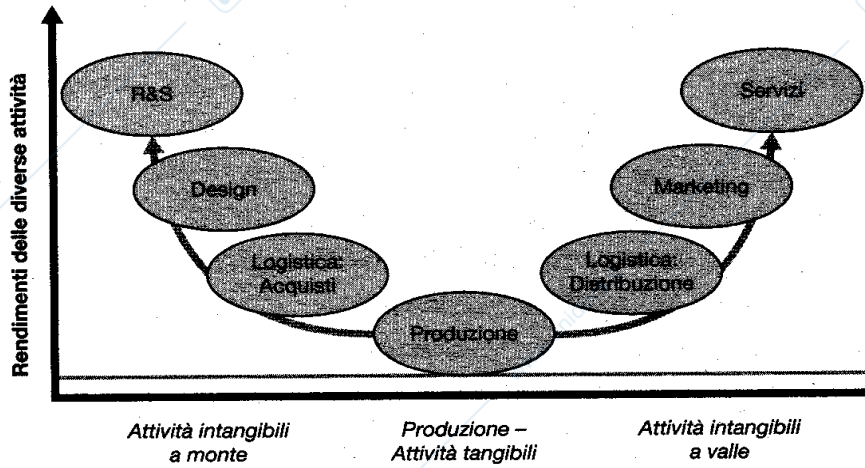 Rendimenti delle diverse attività
R&S
Servizi
Design
Marketing
Logistica:
Acquisti
Logistica:
Distribuzione
Produzione
Attività intangibili
a monte
Produzione –
Attività tangibili
Attività intangibili
a valle